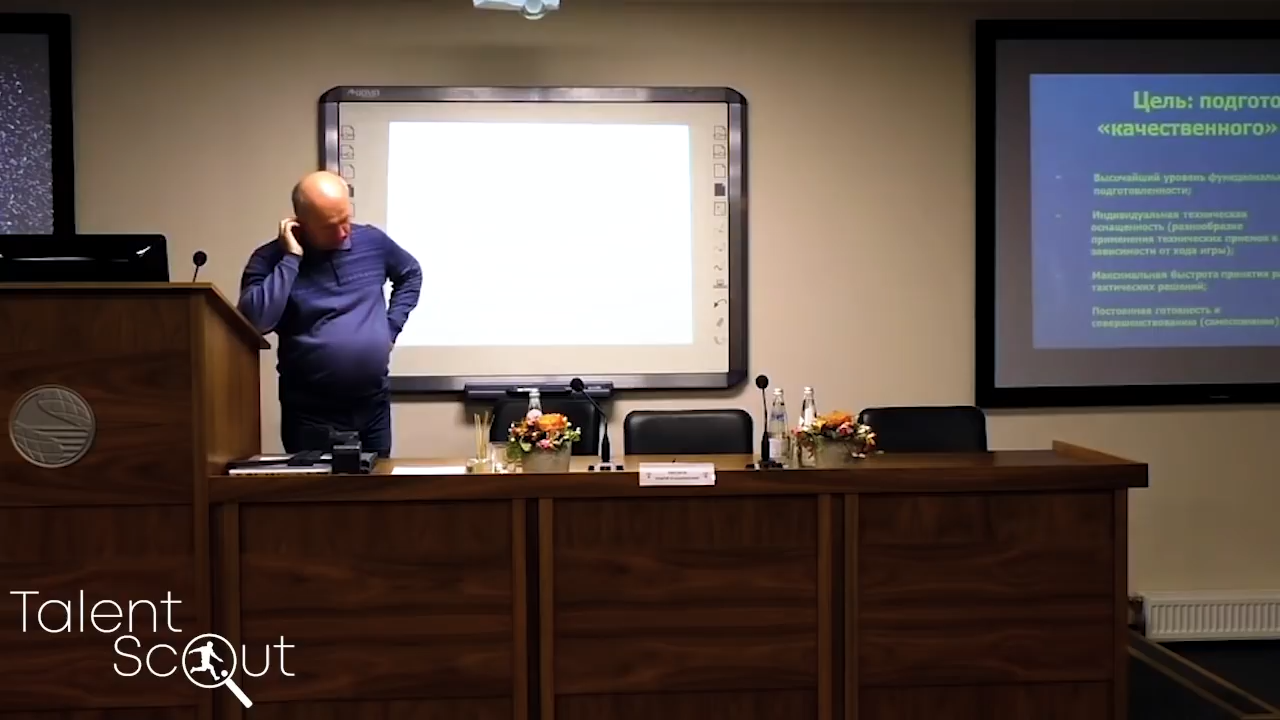 Цель: подгото
«качественного»
- Высочайший уровень функциональ
подготовленности;
- Индивидуальная техническая
оснащенность (разнообразие
применения технических приемов в
зависимости от хода игры);
Максимальная быстрота принятия
тактических решений;
Постоянная готовность к
совершенствованию (самосознание)
Talent
Scout